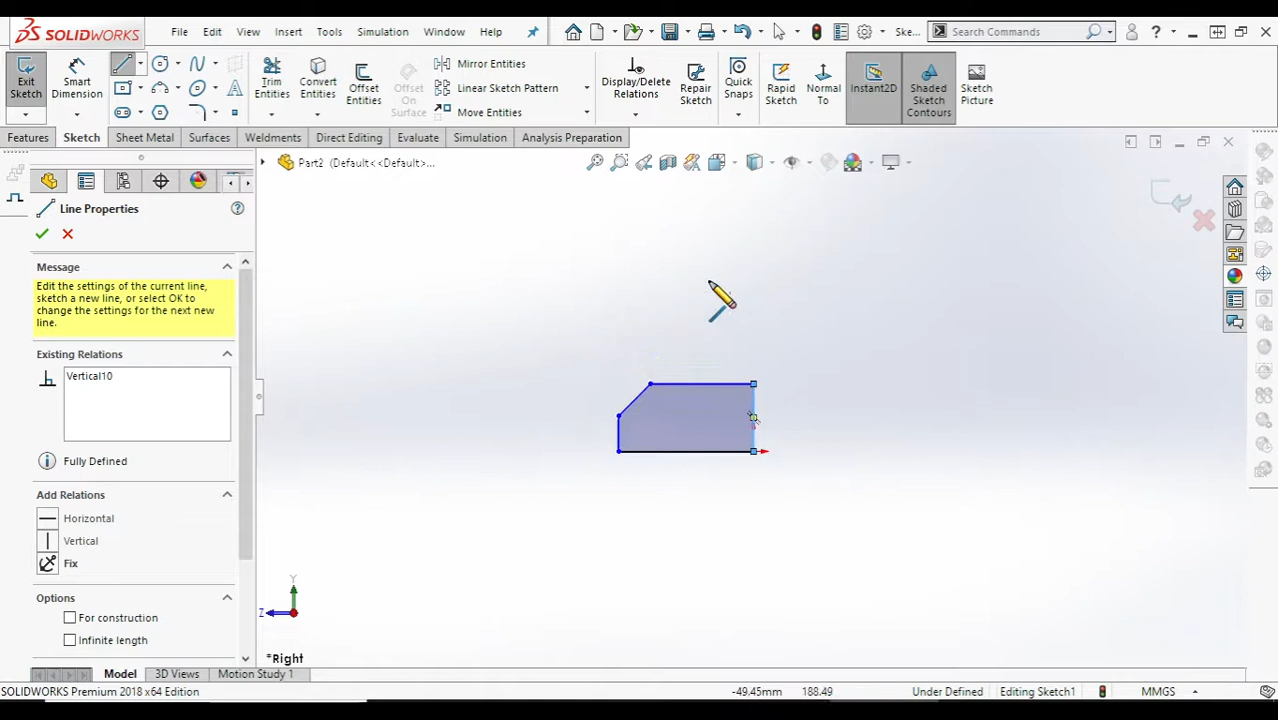 SOLIDWORKS File Edit View Insert Tools Simulation Window Help Ske... Search Commands ?
Exit Sketch Smart Dimension Trim Entities Convert Entities Offset Entities Offset On Surface Mirror Entities Linear Sketch Pattern Move Entities Display/Delete Relations Repair Sketch Quick Snaps Rapid Sketch Normal To Instant2D Shaded Sketch Contours Sketch Picture
Features Sketch Sheet Metal Surfaces Weldments Direct Editing Evaluate Simulation Analysis Preparation
Part2 (Default<<Default>...
Line Properties ?
Message
Edit the settings of the current line,
sketch a new line, or select OK to
change the settings for the next new
line.
Existing Relations
Vertical10
Fully Defined
Add Relations
Horizontal
Vertical
Fix
Options
For construction
Infinite length
Y
Z
*Right
Model 3D Views Motion Study 1
SOLIDWORKS Premium 2018 x64 Edition -49.45mm 188.49 Under Defined Editing Sketch1 MMGS